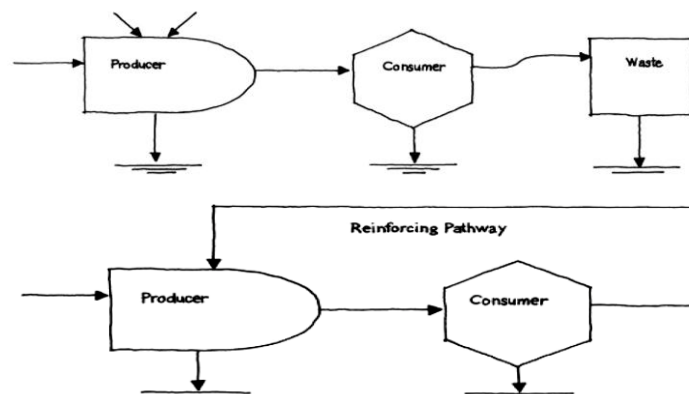 Producer
Consumer
Waste
Reinforcing Pathway
Producer
Consumer